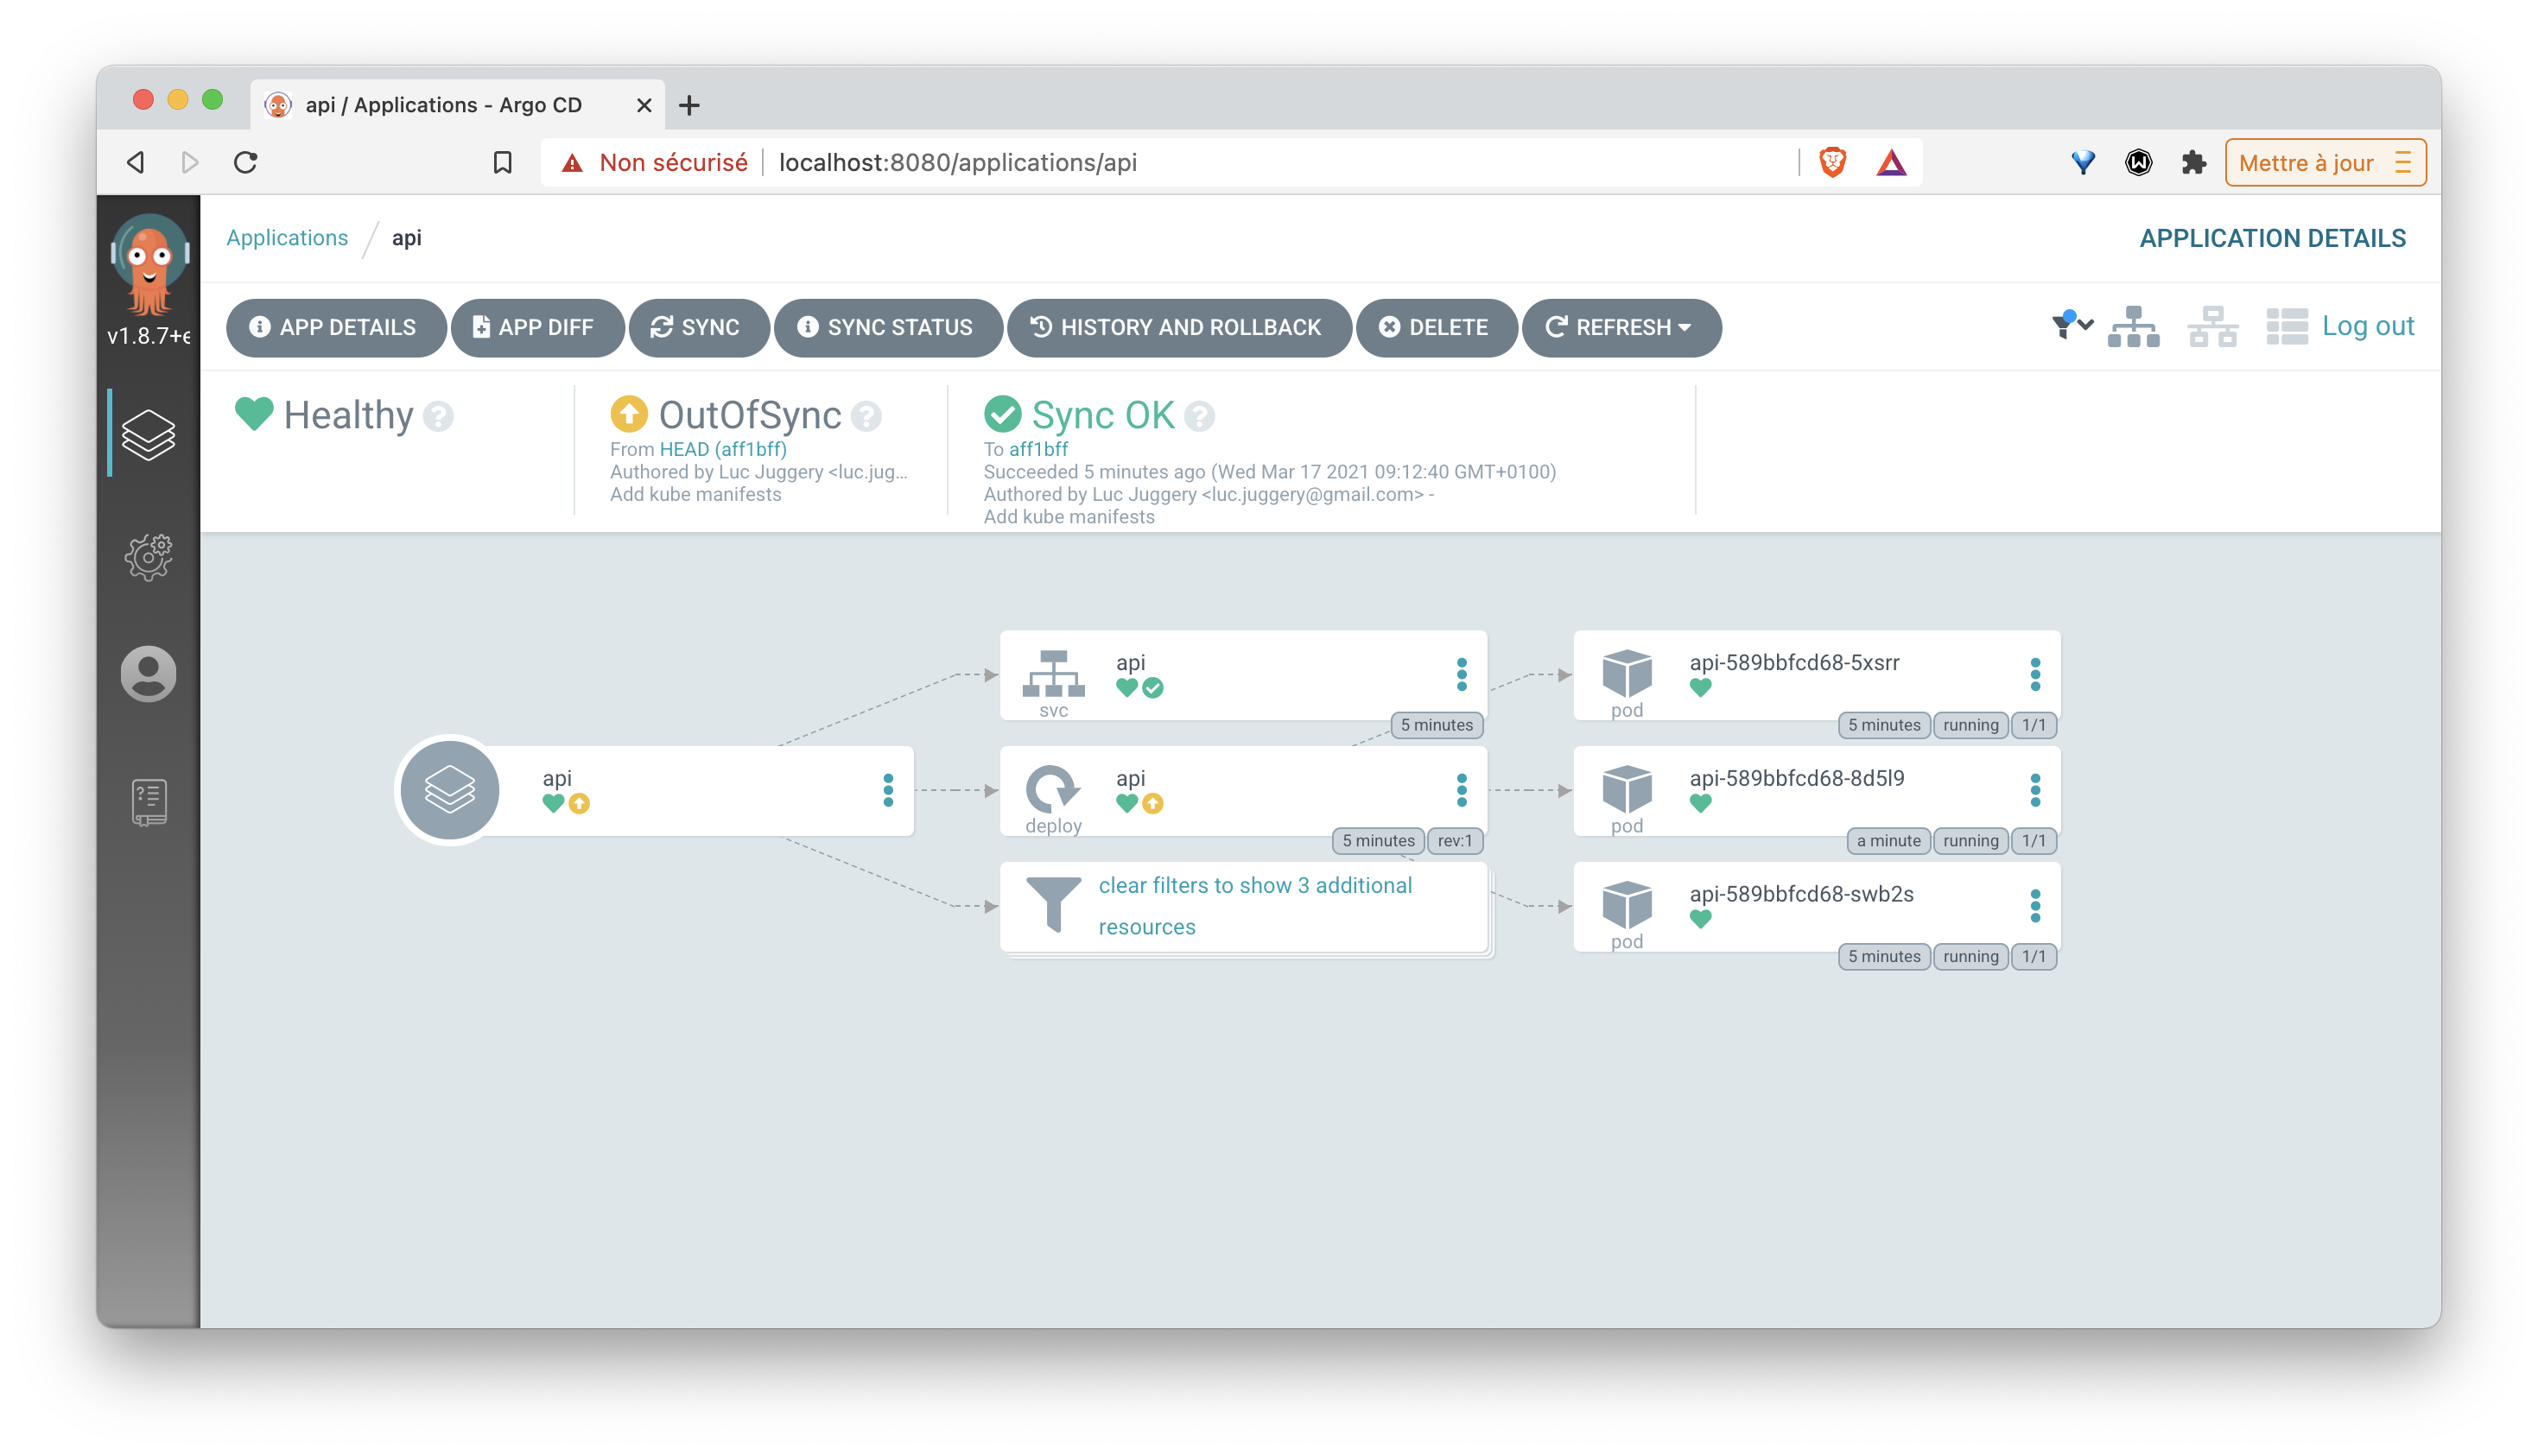 api / Applications - Argo CD
Non sécurisé
localhost:8080/applications/api
Mettre à jour
v1.8.7+e
Applications / api
APPLICATION DETAILS
APP DETAILS
APP DIFF
SYNC
SYNC STATUS
HISTORY AND ROLLBACK
DELETE
REFRESH
Log out
Healthy
OutOfSync
From HEAD (aff1bff)
Authored by Luc Juggery <luc.jug...
Add kube manifests
Sync OK
To aff1bff
Succeeded 5 minutes ago (Wed Mar 17 2021 09:12:40 GMT+0100)
Authored by Luc Juggery <luc.juggery@gmail.com> -
Add kube manifests
api
api
svc
5 minutes
api
deploy
5 minutes
rev:1
clear filters to show 3 additional
resources
api-589bbfcd68-5xsrr
pod
5 minutes
running
1/1
api-589bbfcd68-8d5l9
pod
a minute
running
1/1
api-589bbfcd68-swb2s
pod
5 minutes
running
1/1